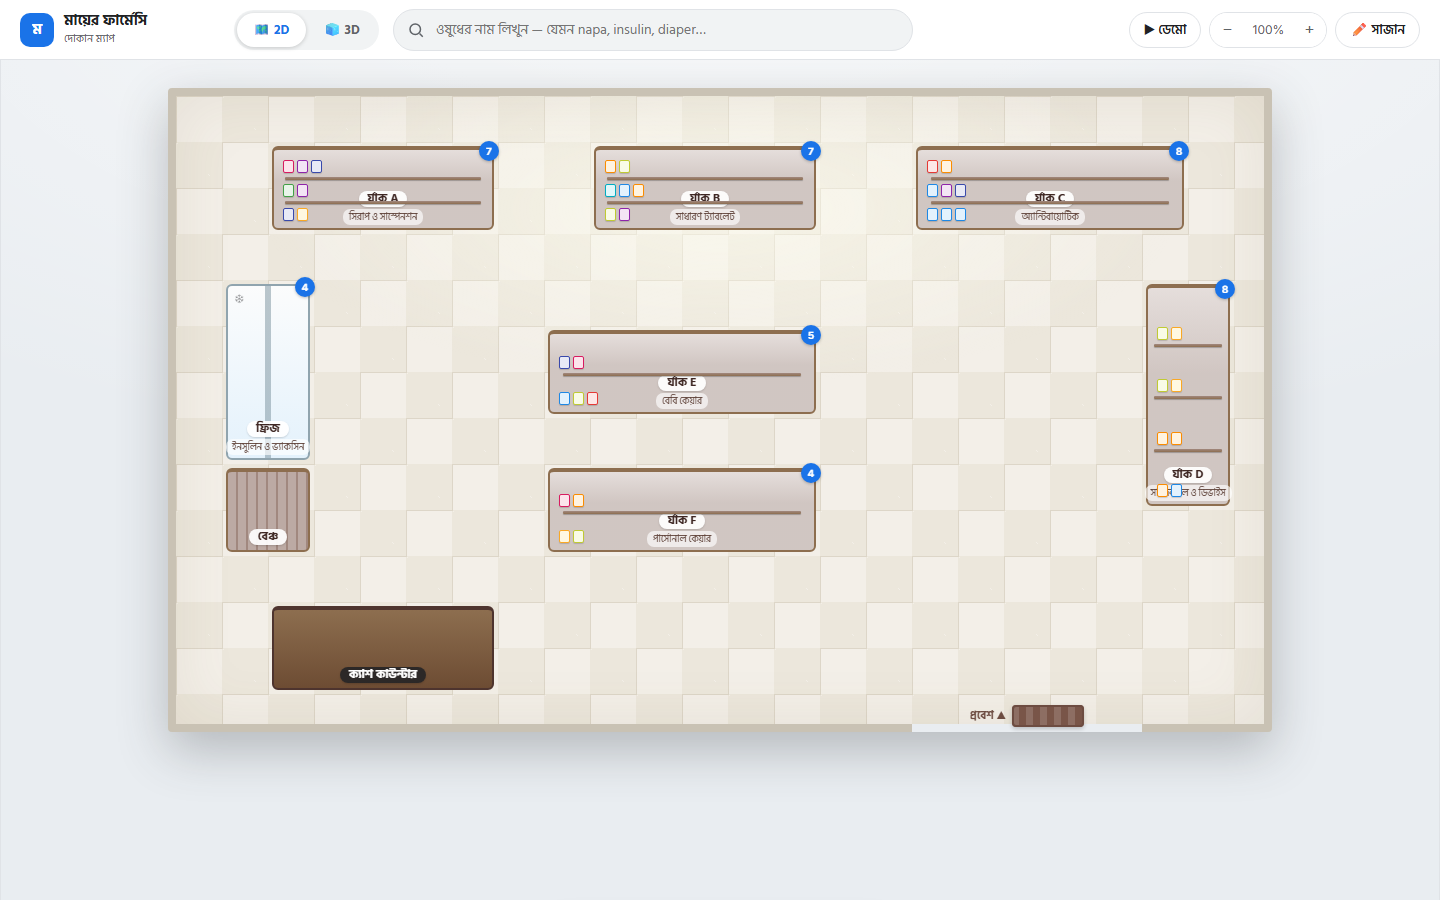 ম
মায়ের ফার্মেসি
দোকান ম্যাপ
2D
3D
ওষুধের নাম লিখুন — যেমন napa, insulin, diaper...
▶ ডেমো
− 100% +
সাজান
7
র্যাক A
সিরাপ ও সাসপেনশন
7
র্যাক B
সাধারণ ট্যাবলেট
8
র্যাক C
অ্যান্টিবায়োটিক
4
ফ্রিজ
ইনসুলিন ও ভ্যাকসিন
5
র্যাক E
বেবি কেয়ার
8
র্যাক D
ও ডিভাইস
4
র্যাক F
পার্সোনাল কেয়ার
বেঞ্চ
ক্যাশ কাউন্টার
প্রবেশ ▲